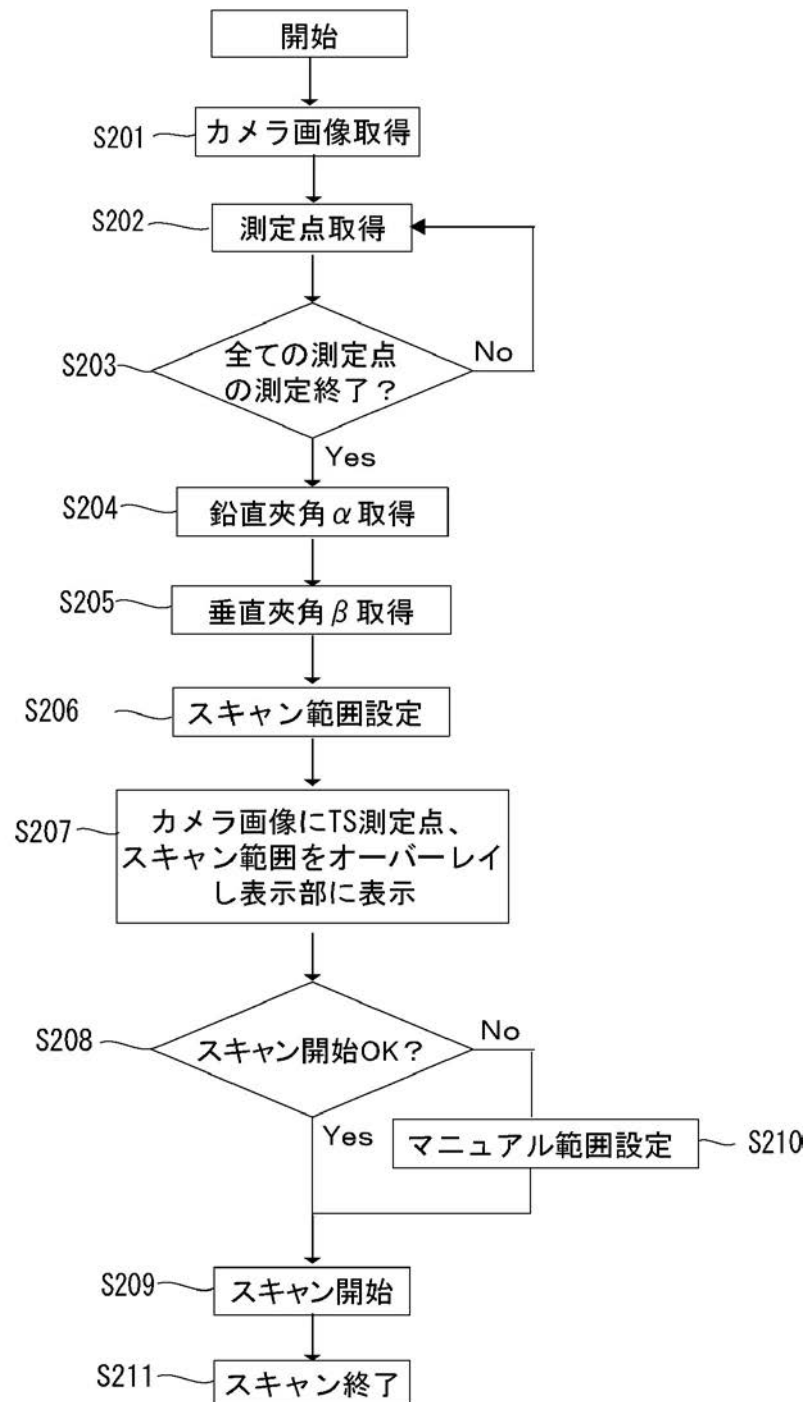 開始
S201
カメラ画像取得
S202
測定点取得
S203
全ての測定点
の測定終了？
No
Yes
S204
鉛直夾角α取得
S205
垂直夾角β取得
S206
スキャン範囲設定
S207
カメラ画像にTS測定点、
スキャン範囲をオーバーレイ
し表示部に表示
S208
スキャン開始OK？
No
Yes
マニュアル範囲設定
S210
S209
スキャン開始
S211
スキャン終了